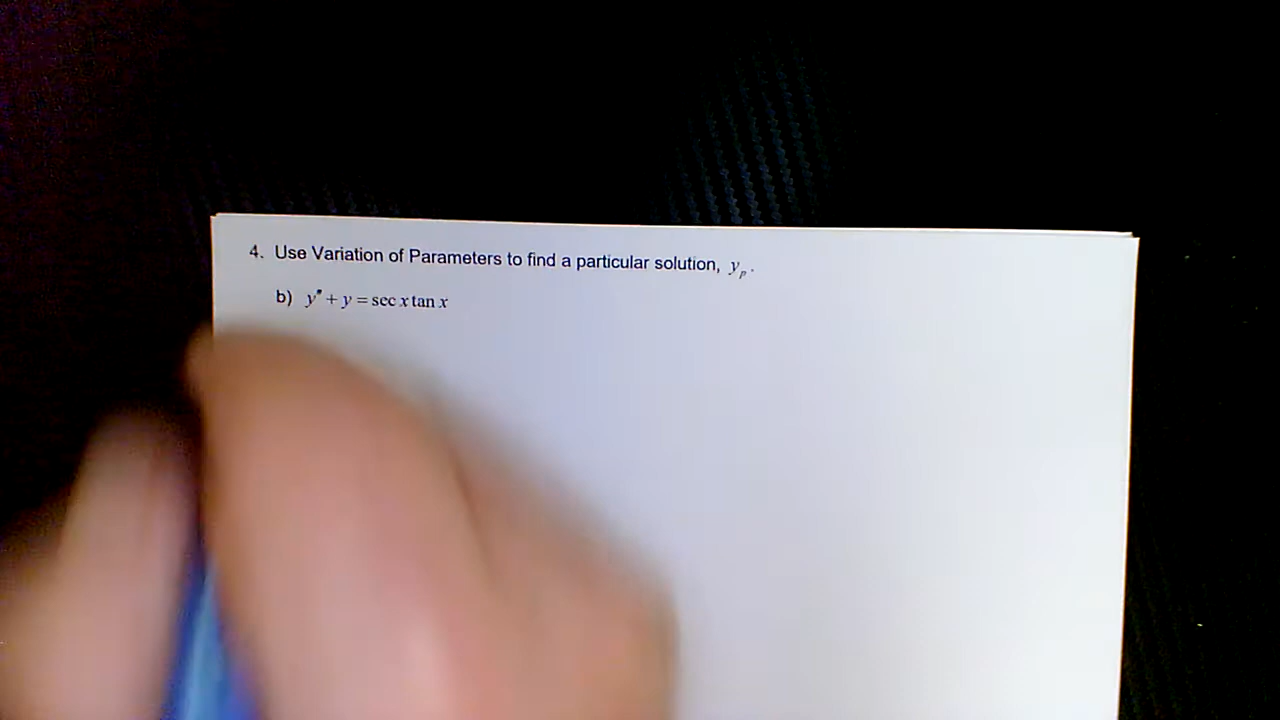 4. Use Variation of Parameters to find a particular solution, yₚ.
b) y″ + y = sec x tan x